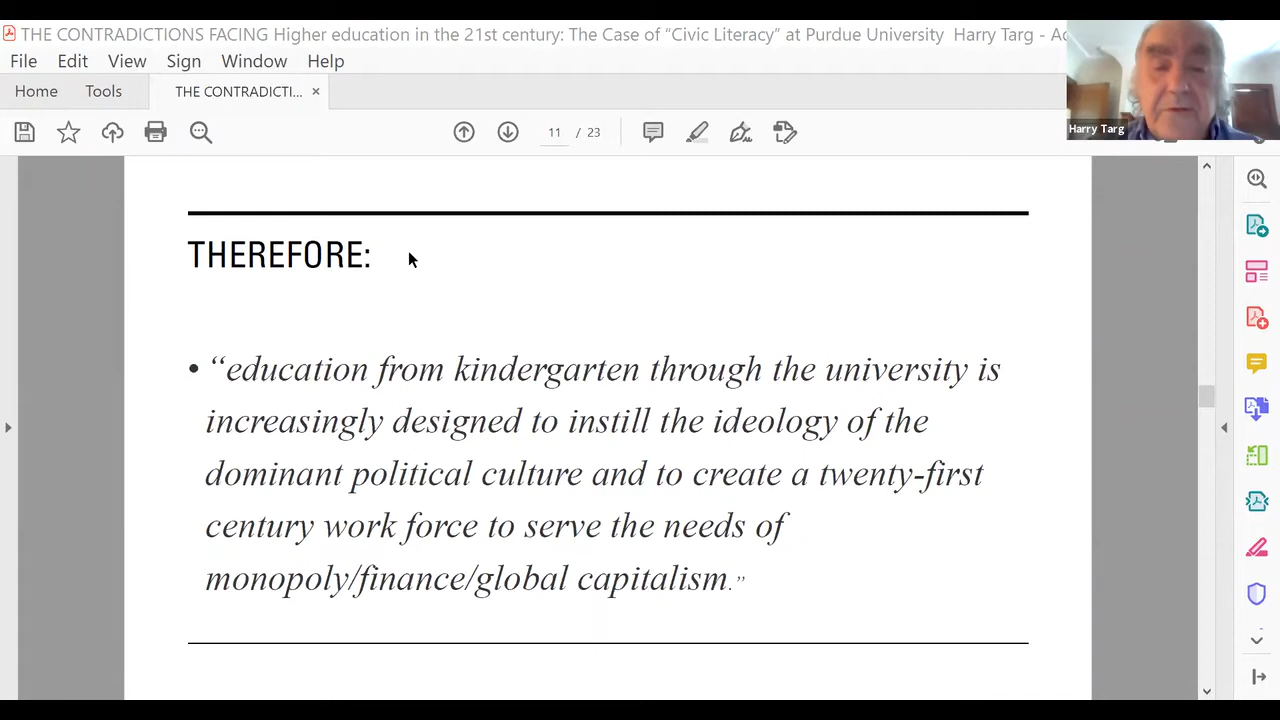 THE CONTRADICTIONS FACING Higher education in the 21st century: The Case of “Civic Literacy” at Purdue University Harry Targ - Ac
File Edit View Sign Window Help
Home Tools THE CONTRADICTI... ×
11 / 23
Harry Targ
THEREFORE:
• “education from kindergarten through the university is
increasingly designed to instill the ideology of the
dominant political culture and to create a twenty-first
century work force to serve the needs of
monopoly/finance/global capitalism.”